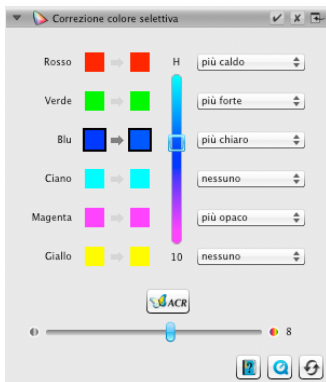 Correzione colore selettiva
Rosso H più caldo
Verde più forte
Blu più chiaro
Ciano nessuno
Magenta più opaco
Giallo 10 nessuno
ACR
8